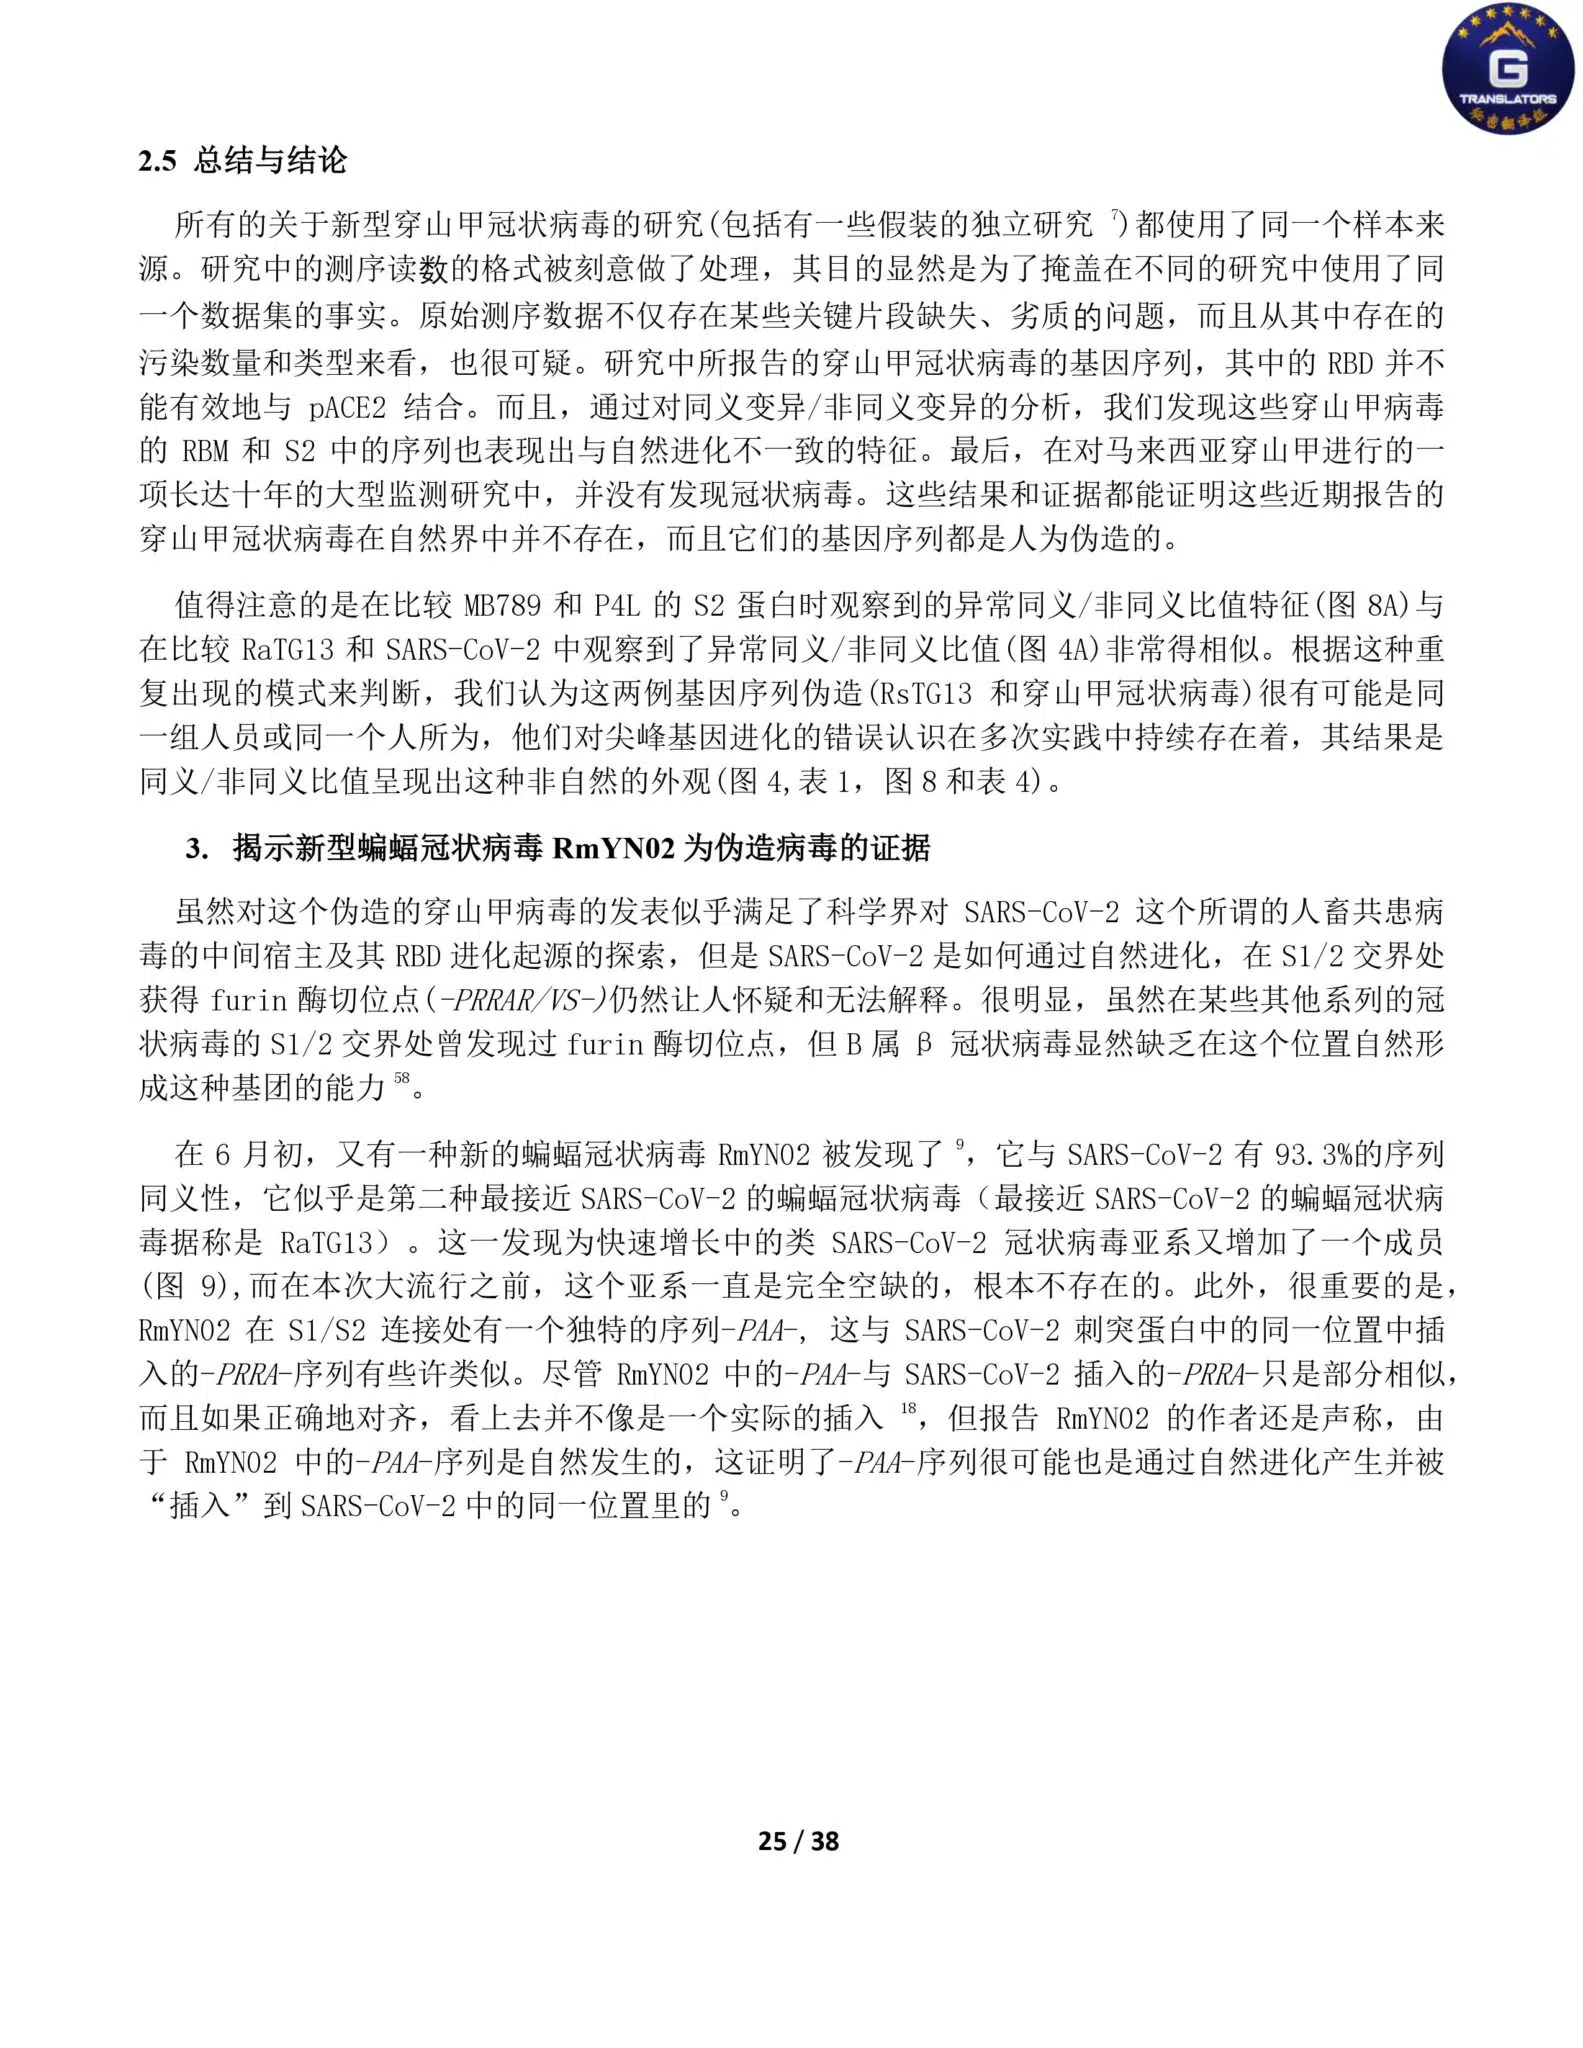 G
TRANSLATORS
秘密翻译组
2.5 总结与结论
所有的关于新型穿山甲冠状病毒的研究(包括有一些假装的独立研究 7)都使用了同一个样本来
源。研究中的测序读数的格式被刻意做了处理，其目的显然是为了掩盖在不同的研究中使用了同
一个数据集的事实。原始测序数据不仅存在某些关键片段缺失、劣质的问题，而且从其中存在的
污染数量和类型来看，也很可疑。研究中所报告的穿山甲冠状病毒的基因序列，其中的 RBD 并不
能有效地与 pACE2 结合。而且，通过对同义变异/非同义变异的分析，我们发现这些穿山甲病毒
的 RBM 和 S2 中的序列也表现出与自然进化不一致的特征。最后，在对马来西亚穿山甲进行的一
项长达十年的大型监测研究中，并没有发现冠状病毒。这些结果和证据都能证明这些近期报告的
穿山甲冠状病毒在自然界中并不存在，而且它们的基因序列都是人为伪造的。
值得注意的是在比较 MB789 和 P4L 的 S2 蛋白时观察到的异常同义/非同义比值特征(图 8A)与
在比较 RaTG13 和 SARS-CoV-2 中观察到了异常同义/非同义比值(图 4A)非常得相似。根据这种重
复出现的模式来判断，我们认为这两例基因序列伪造(RsTG13 和穿山甲冠状病毒)很有可能是同
一组人员或同一个人所为，他们对尖峰基因进化的错误认识在多次实践中持续存在着，其结果是
同义/非同义比值呈现出这种非自然的外观(图 4,表 1，图 8 和表 4)。
3. 揭示新型蝙蝠冠状病毒 RmYN02 为伪造病毒的证据
虽然对这个伪造的穿山甲病毒的发表似乎满足了科学界对 SARS-CoV-2 这个所谓的人畜共患病
毒的中间宿主及其 RBD 进化起源的探索，但是 SARS-CoV-2 是如何通过自然进化，在 S1/2 交界处
获得 furin 酶切位点(-PRRAR/VS-)仍然让人怀疑和无法解释。很明显，虽然在某些其他系列的冠
状病毒的 S1/2 交界处曾发现过 furin 酶切位点，但 B 属 β 冠状病毒显然缺乏在这个位置自然形
成这种基团的能力 58。
在 6 月初，又有一种新的蝙蝠冠状病毒 RmYN02 被发现了 9，它与 SARS-CoV-2 有 93.3%的序列
同义性，它似乎是第二种最接近 SARS-CoV-2 的蝙蝠冠状病毒（最接近 SARS-CoV-2 的蝙蝠冠状病
毒据称是 RaTG13）。这一发现为快速增长中的类 SARS-CoV-2 冠状病毒亚系又增加了一个成员
(图 9),而在本次大流行之前，这个亚系一直是完全空缺的，根本不存在的。此外，很重要的是，
RmYN02 在 S1/S2 连接处有一个独特的序列-PAA-, 这与 SARS-CoV-2 刺突蛋白中的同一位置中插
入的-PRRA-序列有些许类似。尽管 RmYN02 中的-PAA-与 SARS-CoV-2 插入的-PRRA-只是部分相似，
而且如果正确地对齐，看上去并不像是一个实际的插入 18，但报告 RmYN02 的作者还是声称，由
于 RmYN02 中的-PAA-序列是自然发生的，这证明了-PAA-序列很可能也是通过自然进化产生并被
“插入”到 SARS-CoV-2 中的同一位置里的 9。
25 / 38